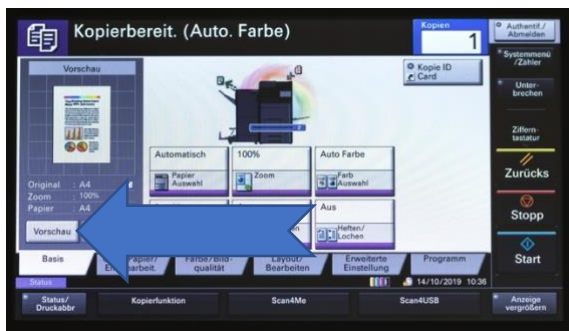 Kopierbereit. (Auto. Farbe)
Kopien
1
Authentif./
Abmelden
Systemmenü
/Zähler
Unter-
brechen
Ziffern-
tastatur
Zurücks
Stopp
Start
Kopie ID
Card
Vorschau
Original : A4
Zoom : 100%
Papier : A4
Vorschau
Automatisch
Papier
Auswahl
100%
Zoom
Auto Farbe
Farb
Auswahl
Aus
Heften/
Lochen
Basis
Farbe/Bild-
qualität
Layout/
Bearbeiten
Erweiterte
Einstellung
Programm
Status
14/10/2019 10:36
Status/
Druckabbr
Kopierfunktion
Scan4Me
Scan4USB
Anzeige
vergrößern